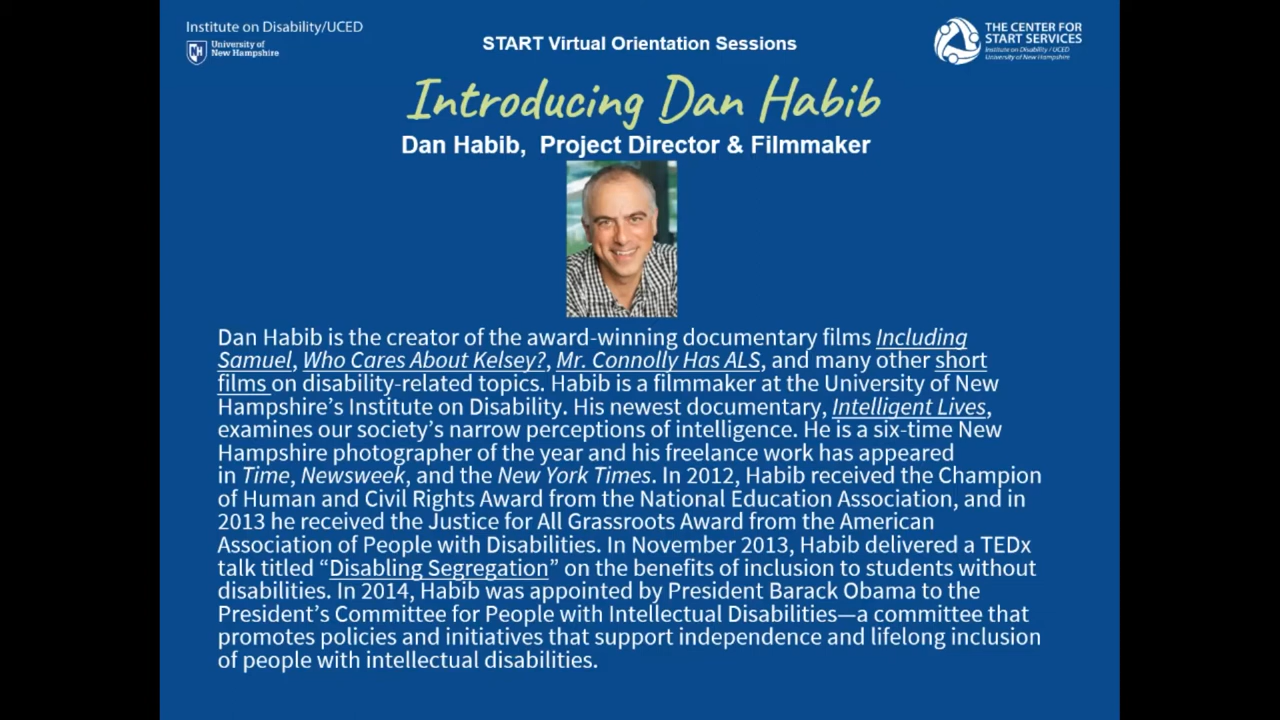 Institute on Disability/UCED
University of
New Hampshire
START Virtual Orientation Sessions
THE CENTER FOR
START SERVICES
Institute on Disability / UCED
University of New Hampshire
Introducing Dan Habib
Dan Habib,  Project Director & Filmmaker
Dan Habib is the creator of the award-winning documentary films Including
Samuel, Who Cares About Kelsey?, Mr. Connolly Has ALS, and many other short
films on disability-related topics. Habib is a filmmaker at the University of New
Hampshire’s Institute on Disability. His newest documentary, Intelligent Lives,
examines our society’s narrow perceptions of intelligence. He is a six-time New
Hampshire photographer of the year and his freelance work has appeared
in Time, Newsweek, and the New York Times. In 2012, Habib received the Champion
of Human and Civil Rights Award from the National Education Association, and in
2013 he received the Justice for All Grassroots Award from the American
Association of People with Disabilities. In November 2013, Habib delivered a TEDx
talk titled “Disabling Segregation” on the benefits of inclusion to students without
disabilities. In 2014, Habib was appointed by President Barack Obama to the
President’s Committee for People with Intellectual Disabilities—a committee that
promotes policies and initiatives that support independence and lifelong inclusion
of people with intellectual disabilities.